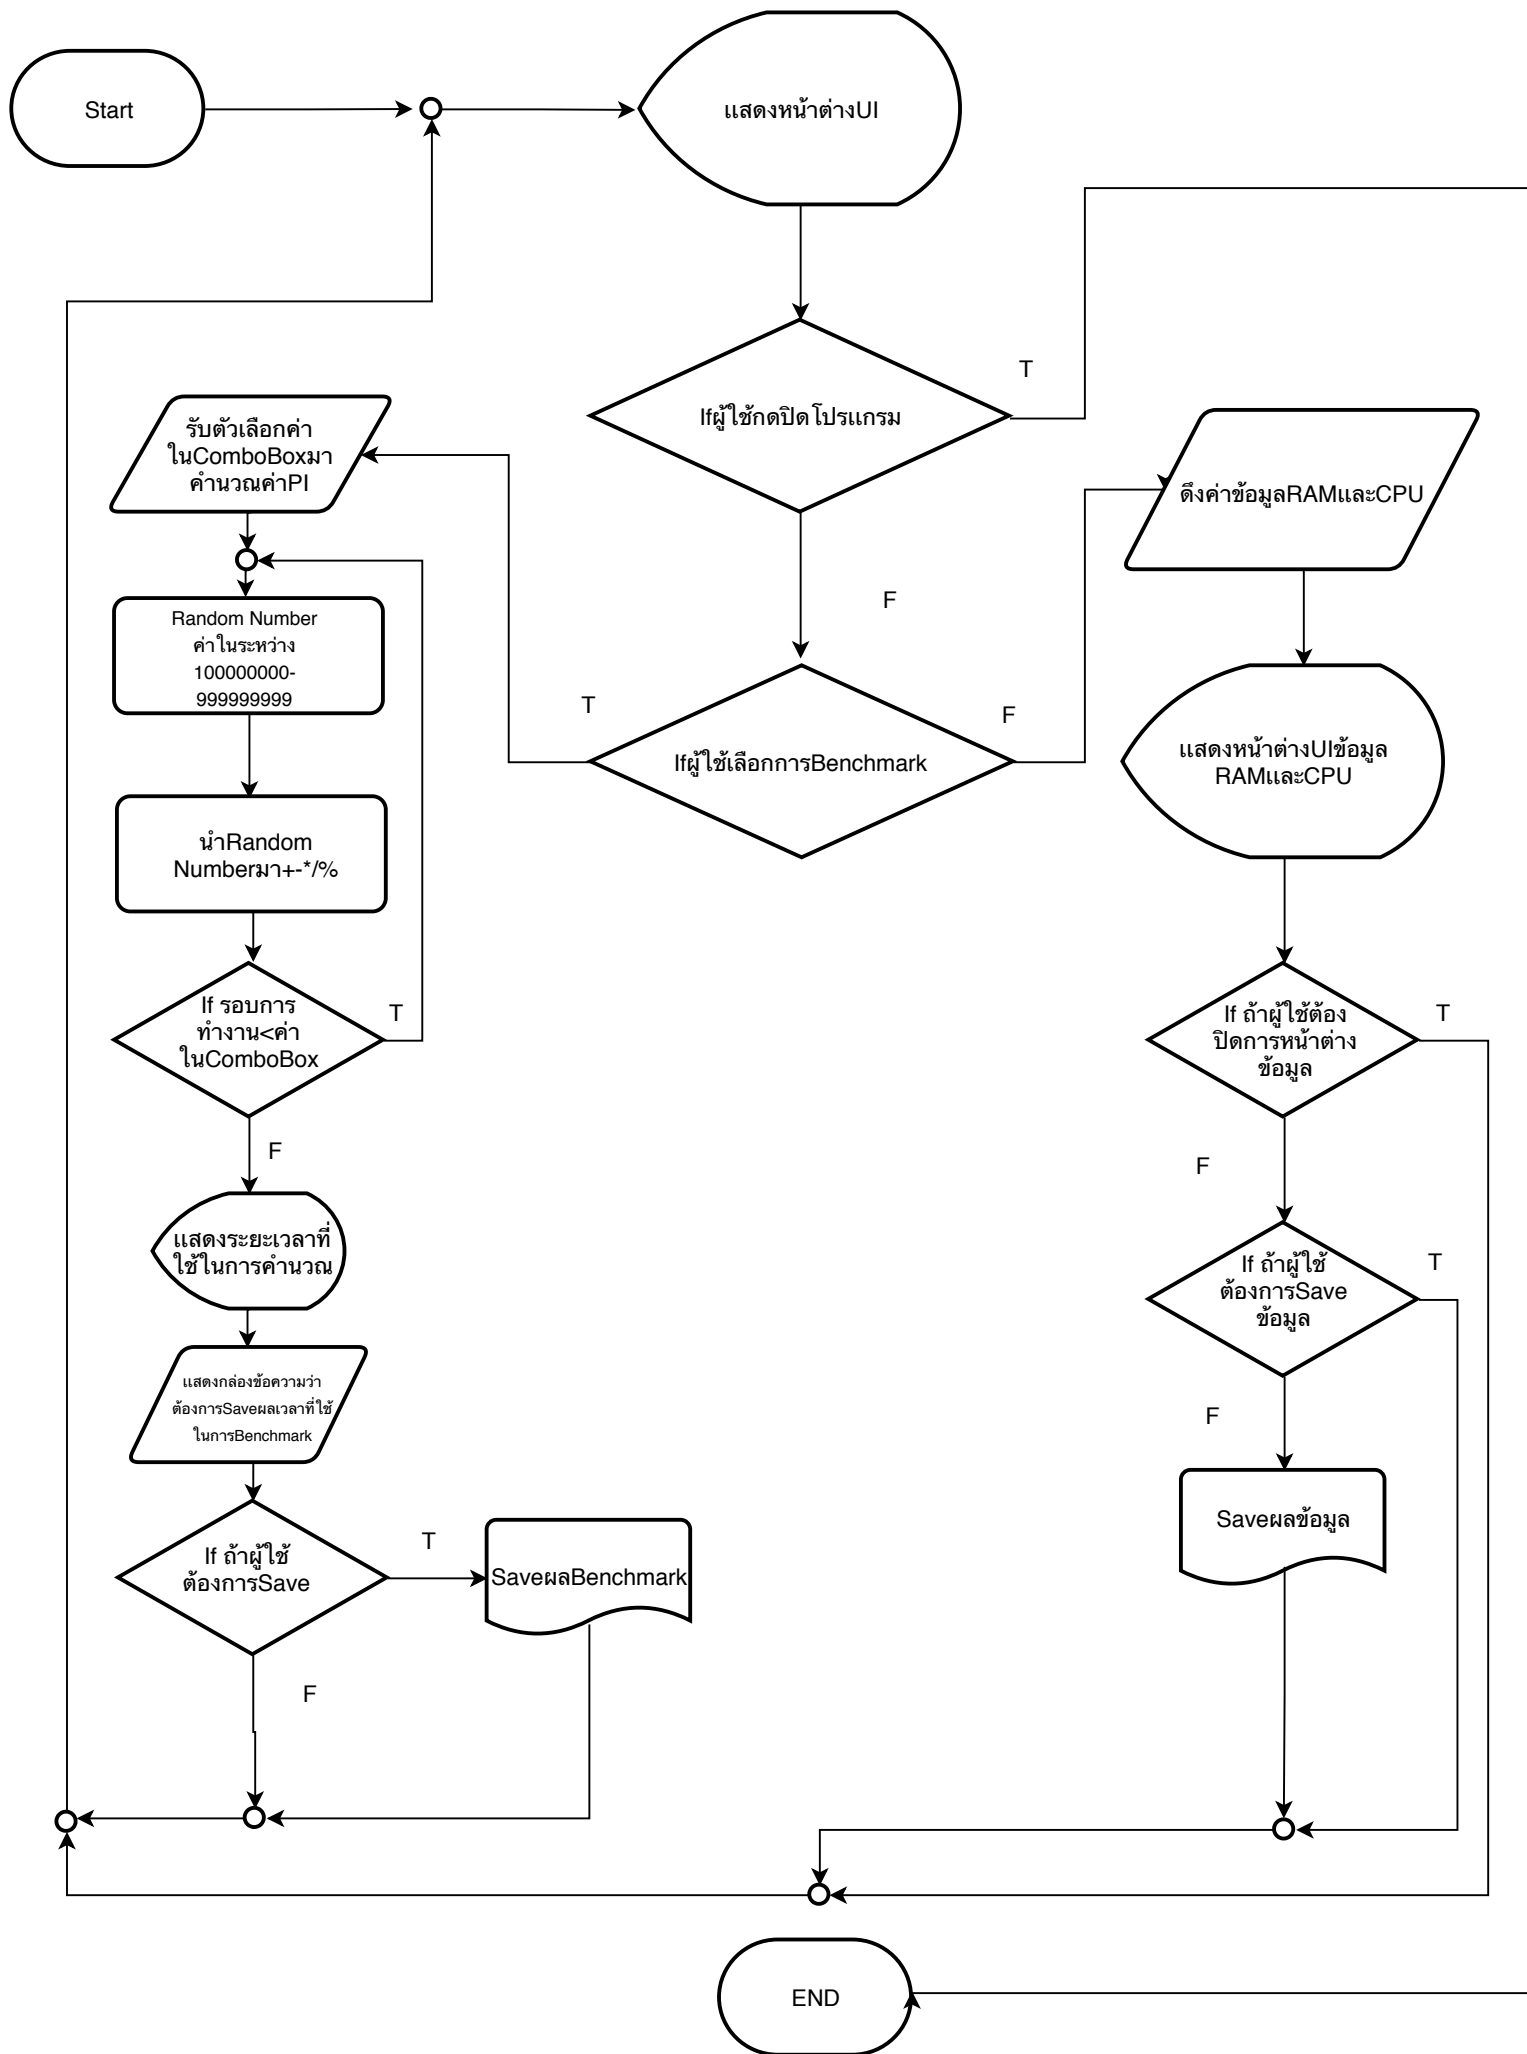 Start
แสดงหน้าต่างUI
Ifผู้ใช้กดปิดโปรแกรม
T
F
Ifผู้ใช้เลือกการBenchmark
T
F
รับตัวเลือกค่า
ในComboBoxมา
คำนวณค่าPI
Random Number
ค่าในระหว่าง
100000000-
999999999
นำRandom
Numberมา+-*/%
If รอบการ
ทำงาน<ค่า
ในComboBox
T
F
แสดงระยะเวลาที่
ใช้ในการคำนวณ
แสดงกล่องข้อความว่า
ต้องการSaveผลเวลาที่ใช้
ในการBenchmark
If ถ้าผู้ใช้
ต้องการSave
T
F
SaveผลBenchmark
ดึงค่าข้อมูลRAMและCPU
แสดงหน้าต่างUIข้อมูล
RAMและCPU
If ถ้าผู้ใช้ต้อง
ปิดการหน้าต่าง
ข้อมูล
T
F
If ถ้าผู้ใช้
ต้องการSave
ข้อมูล
T
F
Saveผลข้อมูล
END